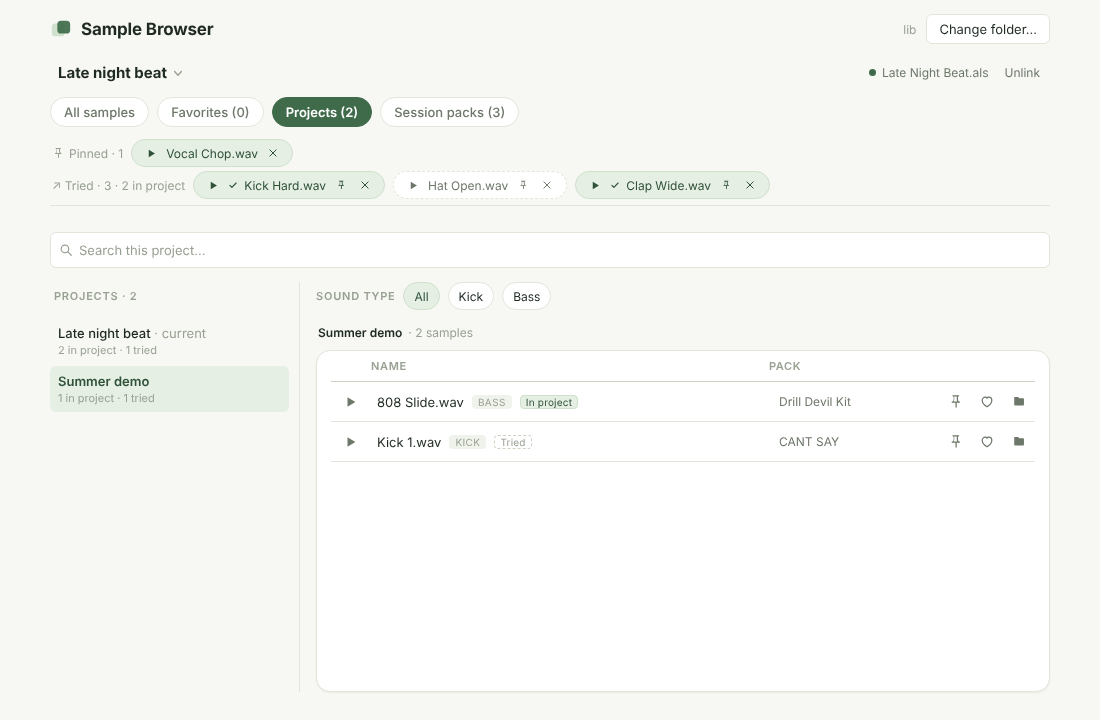 Sample Browser
lib
Change folder...
Late night beat
Late Night Beat.als
Unlink
All samples
Favorites (0)
Projects (2)
Session packs (3)
Pinned · 1
Vocal Chop.wav
Tried · 3 · 2 in project
Kick Hard.wav
Hat Open.wav
Clap Wide.wav
Search this project...
PROJECTS · 2
Late night beat · current
2 in project · 1 tried
Summer demo
1 in project · 1 tried
SOUND TYPE
All
Kick
Bass
Summer demo · 2 samples
NAME
PACK
808 Slide.wav BASS In project
Drill Devil Kit
Kick 1.wav KICK Tried
CANT SAY